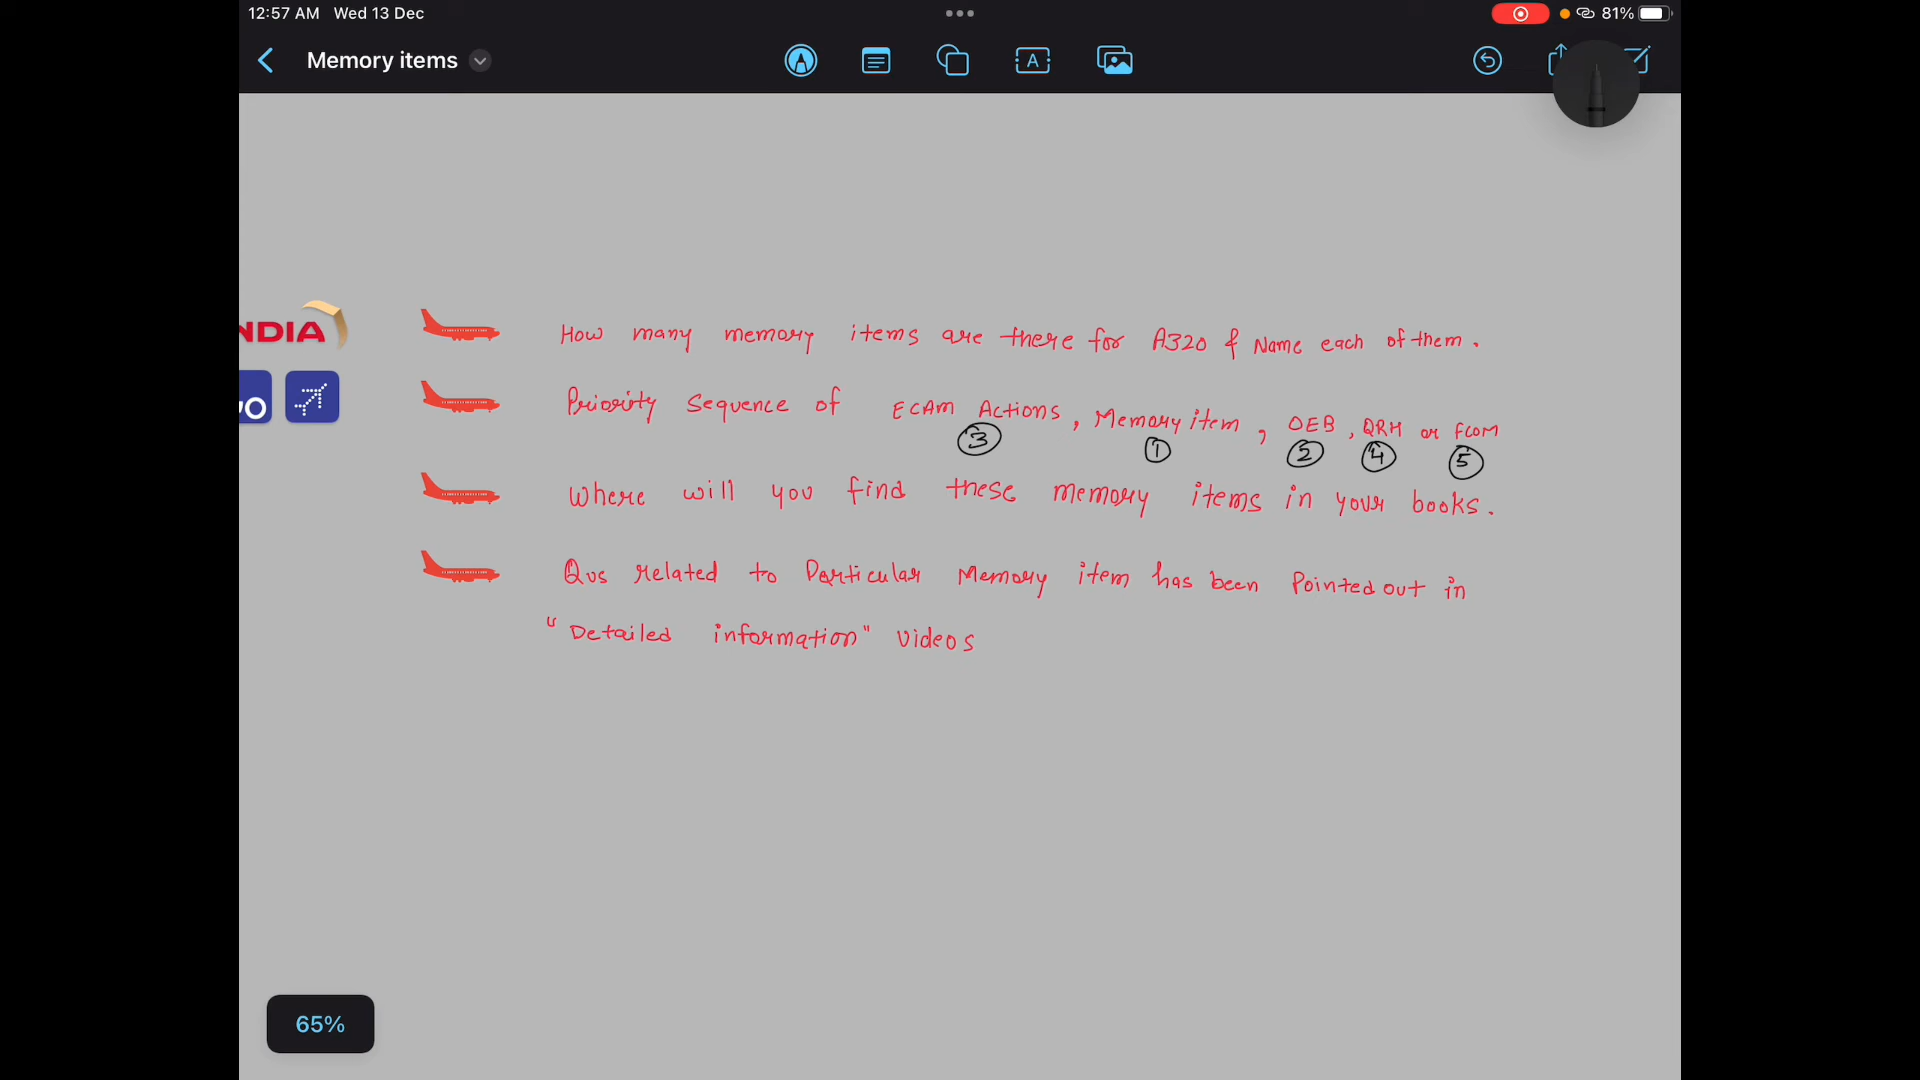 12:57 AM Wed 13 Dec
81%
Memory items
A
NDIA
How many memory items are there for A320 & Name each of them.
Priority Sequence of ECAM Actions, Memory item, OEB, QRH or FCOM
3 1 2 4 5
Where will you find these memory items in your books.
Qus related to Particular Memory item has been Pointed out in
"Detailed information" videos
65%